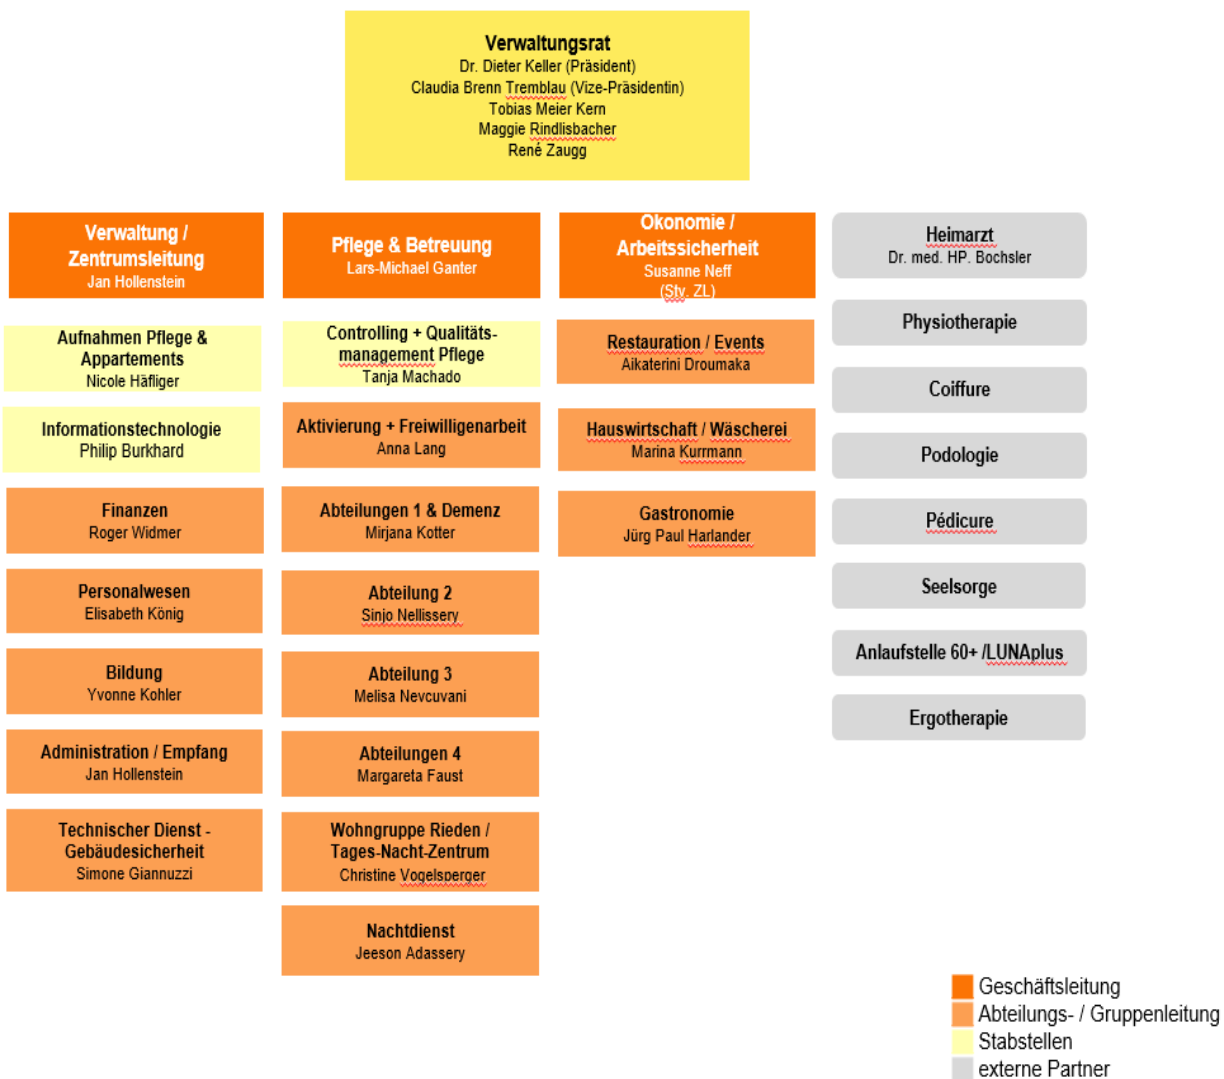 Verwaltungsrat
Dr. Dieter Keller (Präsident)
Claudia Brenn Tremblau (Vize-Präsidentin)
Tobias Meier Kern
Maggie Rindlisbacher
René Zaugg
Verwaltung /
Zentrumsleitung
Jan Hollenstein
Aufnahmen Pflege &
Appartements
Nicole Häfliger
Informationstechnologie
Philip Burkhard
Finanzen
Roger Widmer
Personalwesen
Elisabeth König
Bildung
Yvonne Kohler
Administration / Empfang
Jan Hollenstein
Technischer Dienst -
Gebäudesicherheit
Simone Giannuzzi
Pflege & Betreuung
Lars-Michael Ganter
Controlling + Qualitäts-
management Pflege
Tanja Machado
Aktivierung + Freiwilligenarbeit
Anna Lang
Abteilungen 1 & Demenz
Mirjana Kotter
Abteilung 2
Sinjo Nellissery
Abteilung 3
Melisa Nevcuvani
Abteilungen 4
Margareta Faust
Wohngruppe Rieden /
Tages-Nacht-Zentrum
Christine Vogelsperger
Nachtdienst
Jeeson Adassery
Ökonomie /
Arbeitssicherheit
Susanne Neff
(Stv. ZL)
Restauration / Events
Aikaterini Droumaka
Hauswirtschaft / Wäscherei
Marina Kurrmann
Gastronomie
Jürg Paul Harlander
Heimarzt
Dr. med. HP. Bochsler
Physiotherapie
Coiffure
Podologie
Pédicure
Seelsorge
Anlaufstelle 60+ /LUNAplus
Ergotherapie
Geschäftsleitung
Abteilungs- / Gruppenleitung
Stabstellen
externe Partner